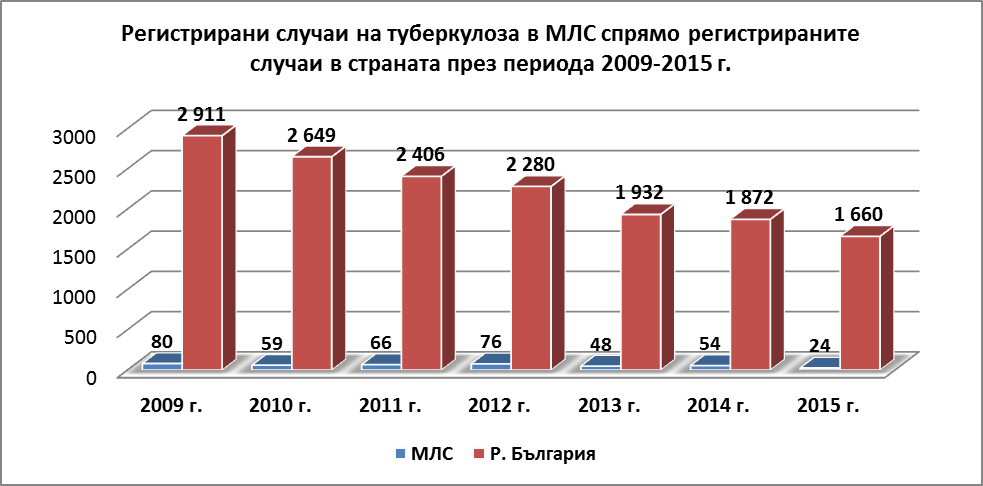 Регистрирани случаи на туберкулоза в МЛС спрямо регистрираните
случаи в страната през периода 2009-2015 г.
3000
2500
2000
1500
1000
500
0
2 911
2 649
2 406
2 280
1 932
1 872
1 660
80
59
66
76
48
54
24
2009 г.
2010 г.
2011 г.
2012 г.
2013 г.
2014 г.
2015 г.
МЛС
Р. България